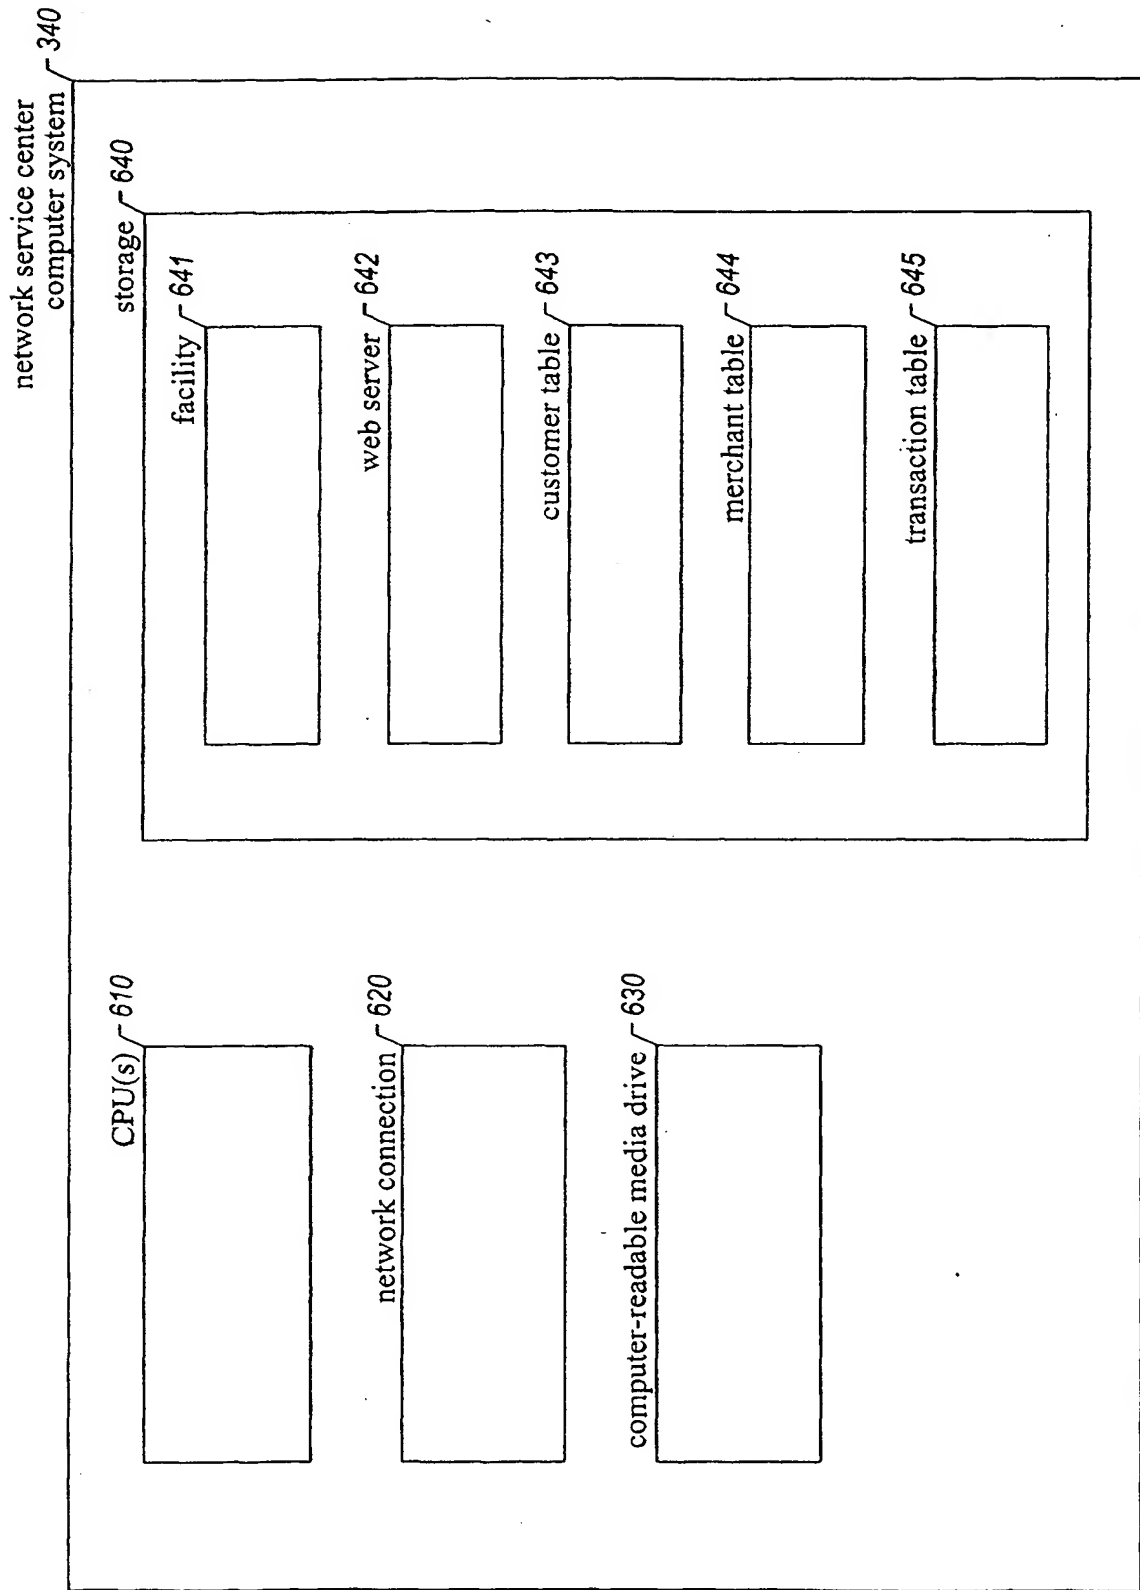 network service center
computer system 340
CPU(s) 610
network connection 620
computer-readable media drive 630
storage 640
facility 641
web server 642
customer table 643
merchant table 644
transaction table 645